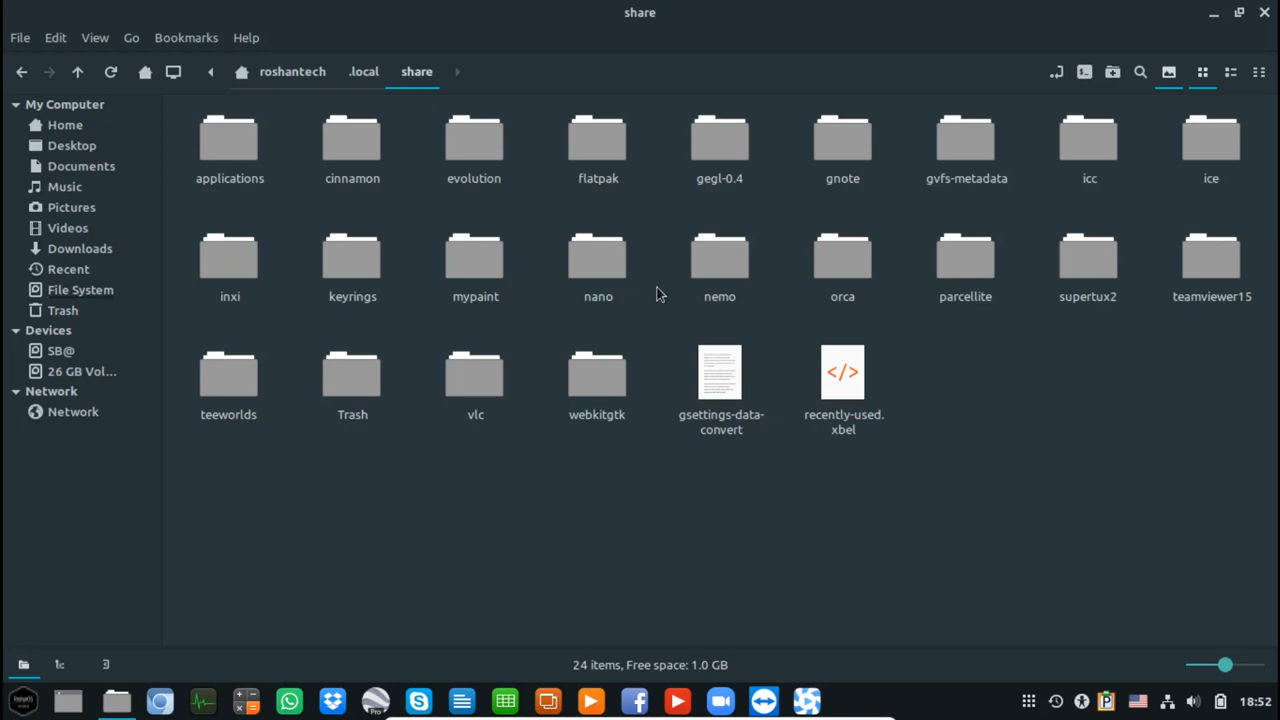 share
File Edit View Go Bookmarks Help
roshantech .local share
My Computer
Home
Desktop
Documents
Music
Pictures
Videos
Downloads
Recent
File System
Trash
Devices
SB@
26 GB Vol...
Network
Network
applications cinnamon evolution flatpak gegl-0.4 gnote gvfs-metadata icc ice
inxi keyrings mypaint nano nemo orca parcellite supertux2 teamviewer15
teeworlds Trash vlc webkitgtk gsettings-data-convert recently-used.xbel
24 items, Free space: 1.0 GB
Pro
18:52